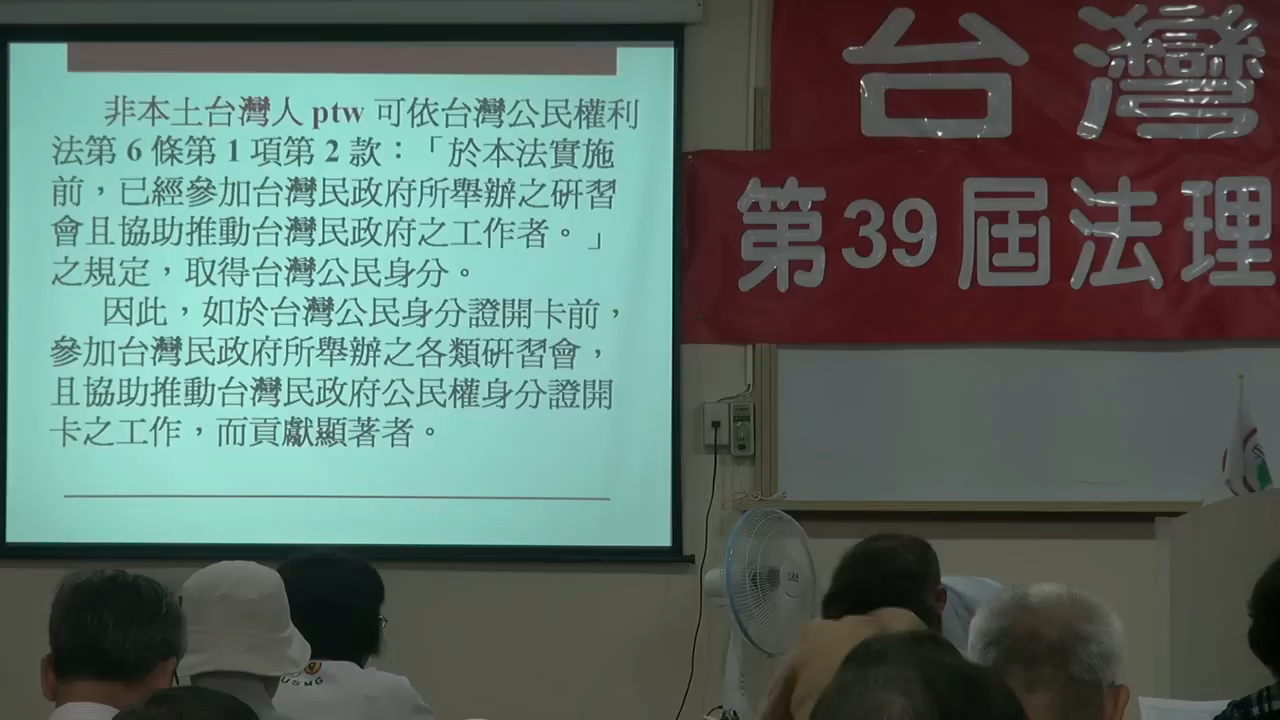 非本土台灣人 ptw 可依台灣公民權利
法第 6 條第 1 項第 2 款：「於本法實施
前，已經參加台灣民政府所舉辦之研習
會且協助推動台灣民政府之工作者。」
之規定，取得台灣公民身分。
因此，如於台灣公民身分證開卡前，
參加台灣民政府所舉辦之各類研習會，
且協助推動台灣民政府公民權身分證開
卡之工作，而貢獻顯著者。
台灣
第39屆法理
USMG